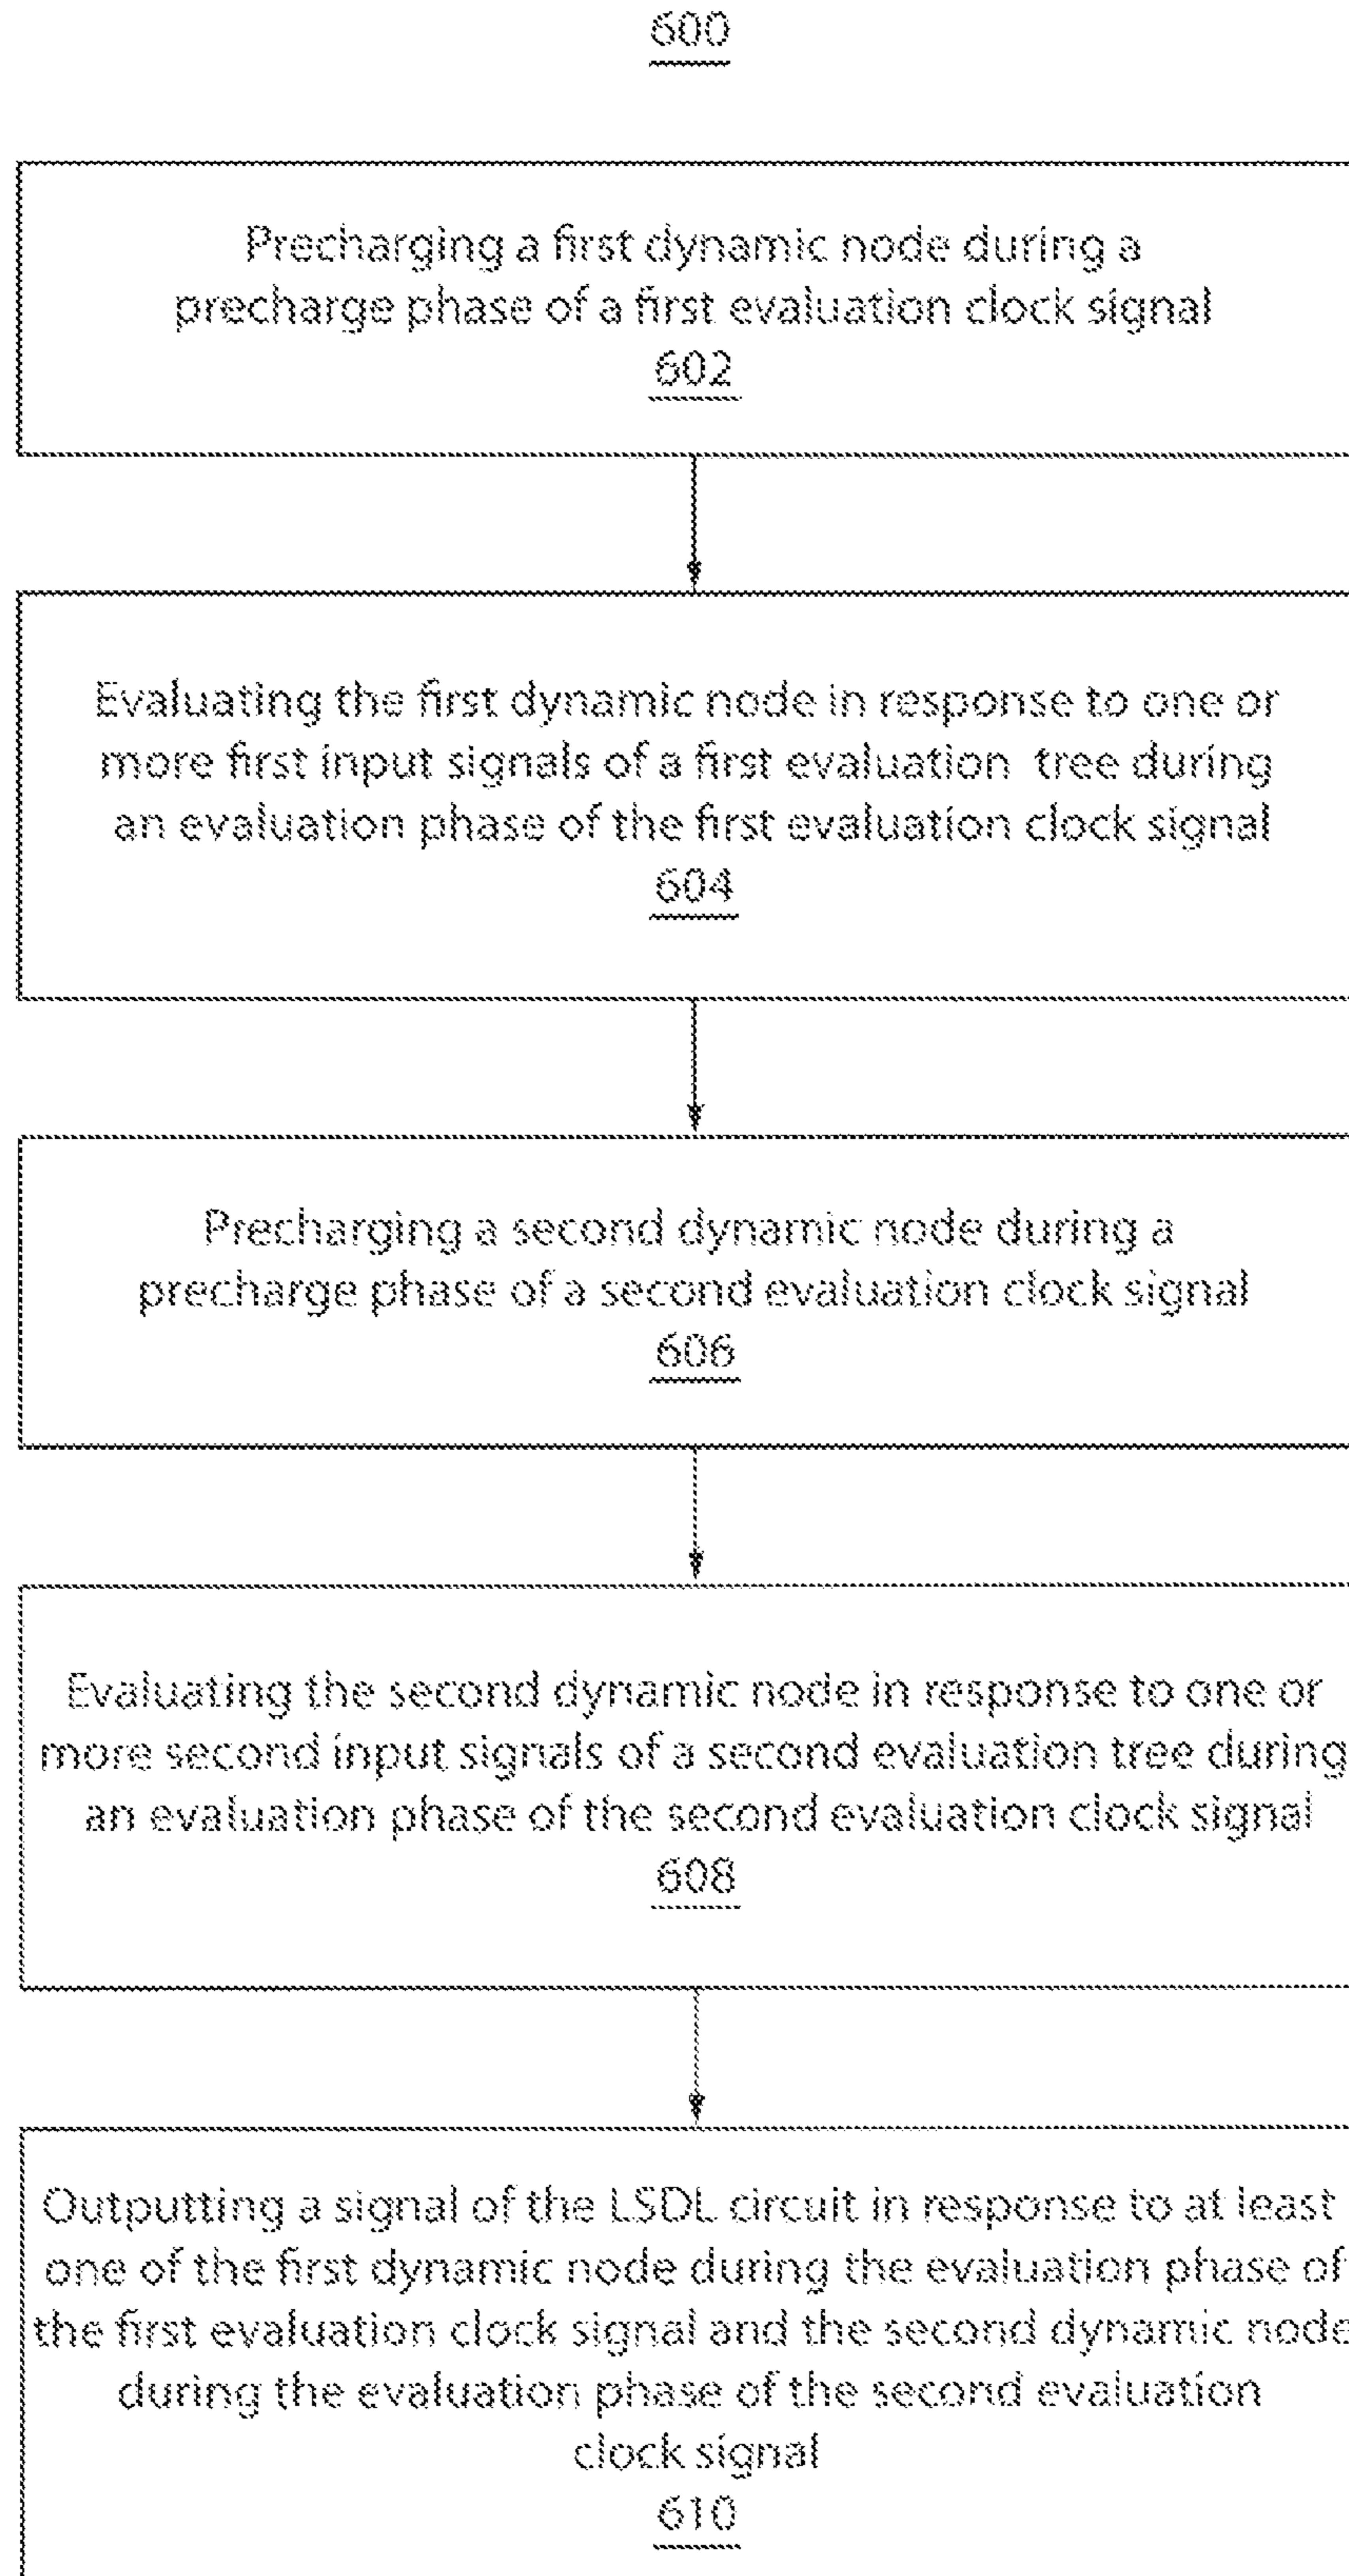 600
Precharging a first dynamic node during a
precharge phase of a first evaluation clock signal
602
Evaluating the first dynamic node in response to one or
more first input signals of a first evaluation tree during
an evaluation phase of the first evaluation clock signal
604
Precharging a second dynamic node during a
precharge phase of a second evaluation clock signal
606
Evaluating the second dynamic node in response to one or
more second input signals of a second evaluation tree during
an evaluation phase of the second evaluation clock signal
608
Outputting a signal of the LSDL circuit in response to at least
one of the first dynamic node during the evaluation phase of
the first evaluation clock signal and the second dynamic node
during the evaluation phase of the second evaluation
clock signal
610